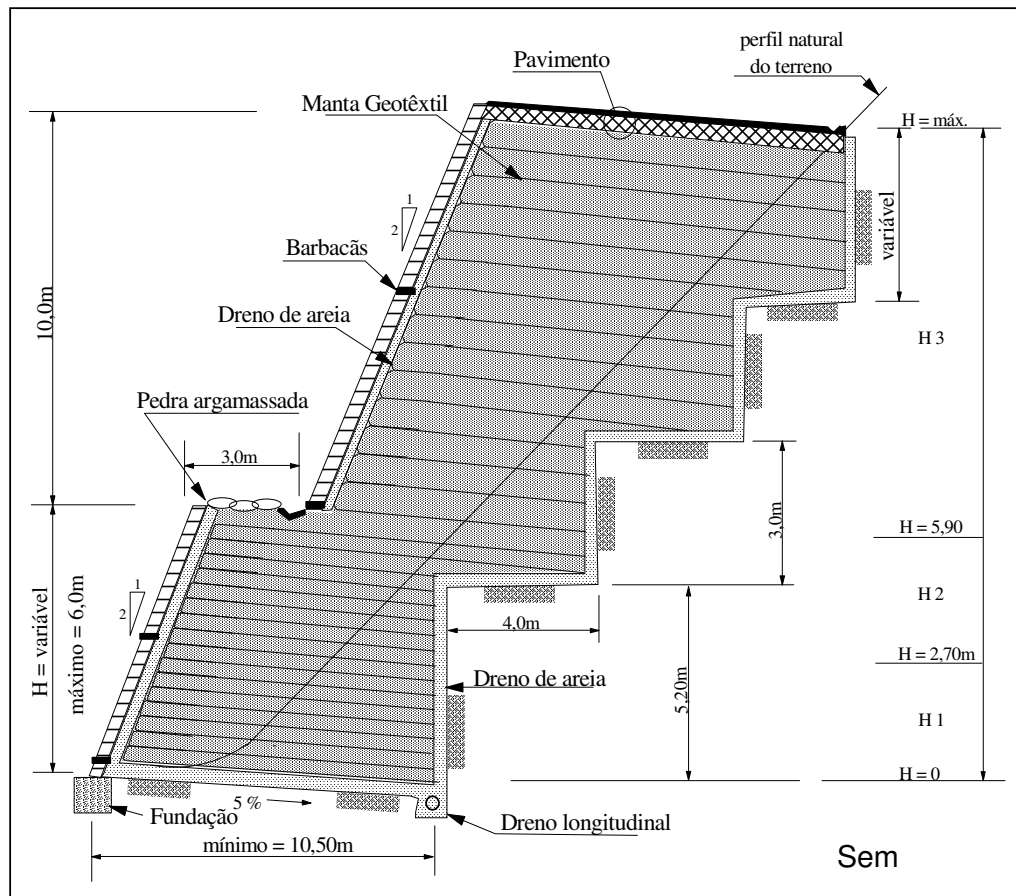 perfil natural
do terreno
Pavimento
Manta Geotêxtil
H = máx.
variável
1
2
Barbacãs
Dreno de areia
10,0m
H 3
Pedra argamassada
3,0m
3,0m
H = 5,90
H = variável
máximo = 6,0m
1
2
H 2
4,0m
H = 2,70m
Dreno de areia
5,20m
H 1
H = 0
5 %
Fundação
Dreno longitudinal
mínimo = 10,50m
Sem